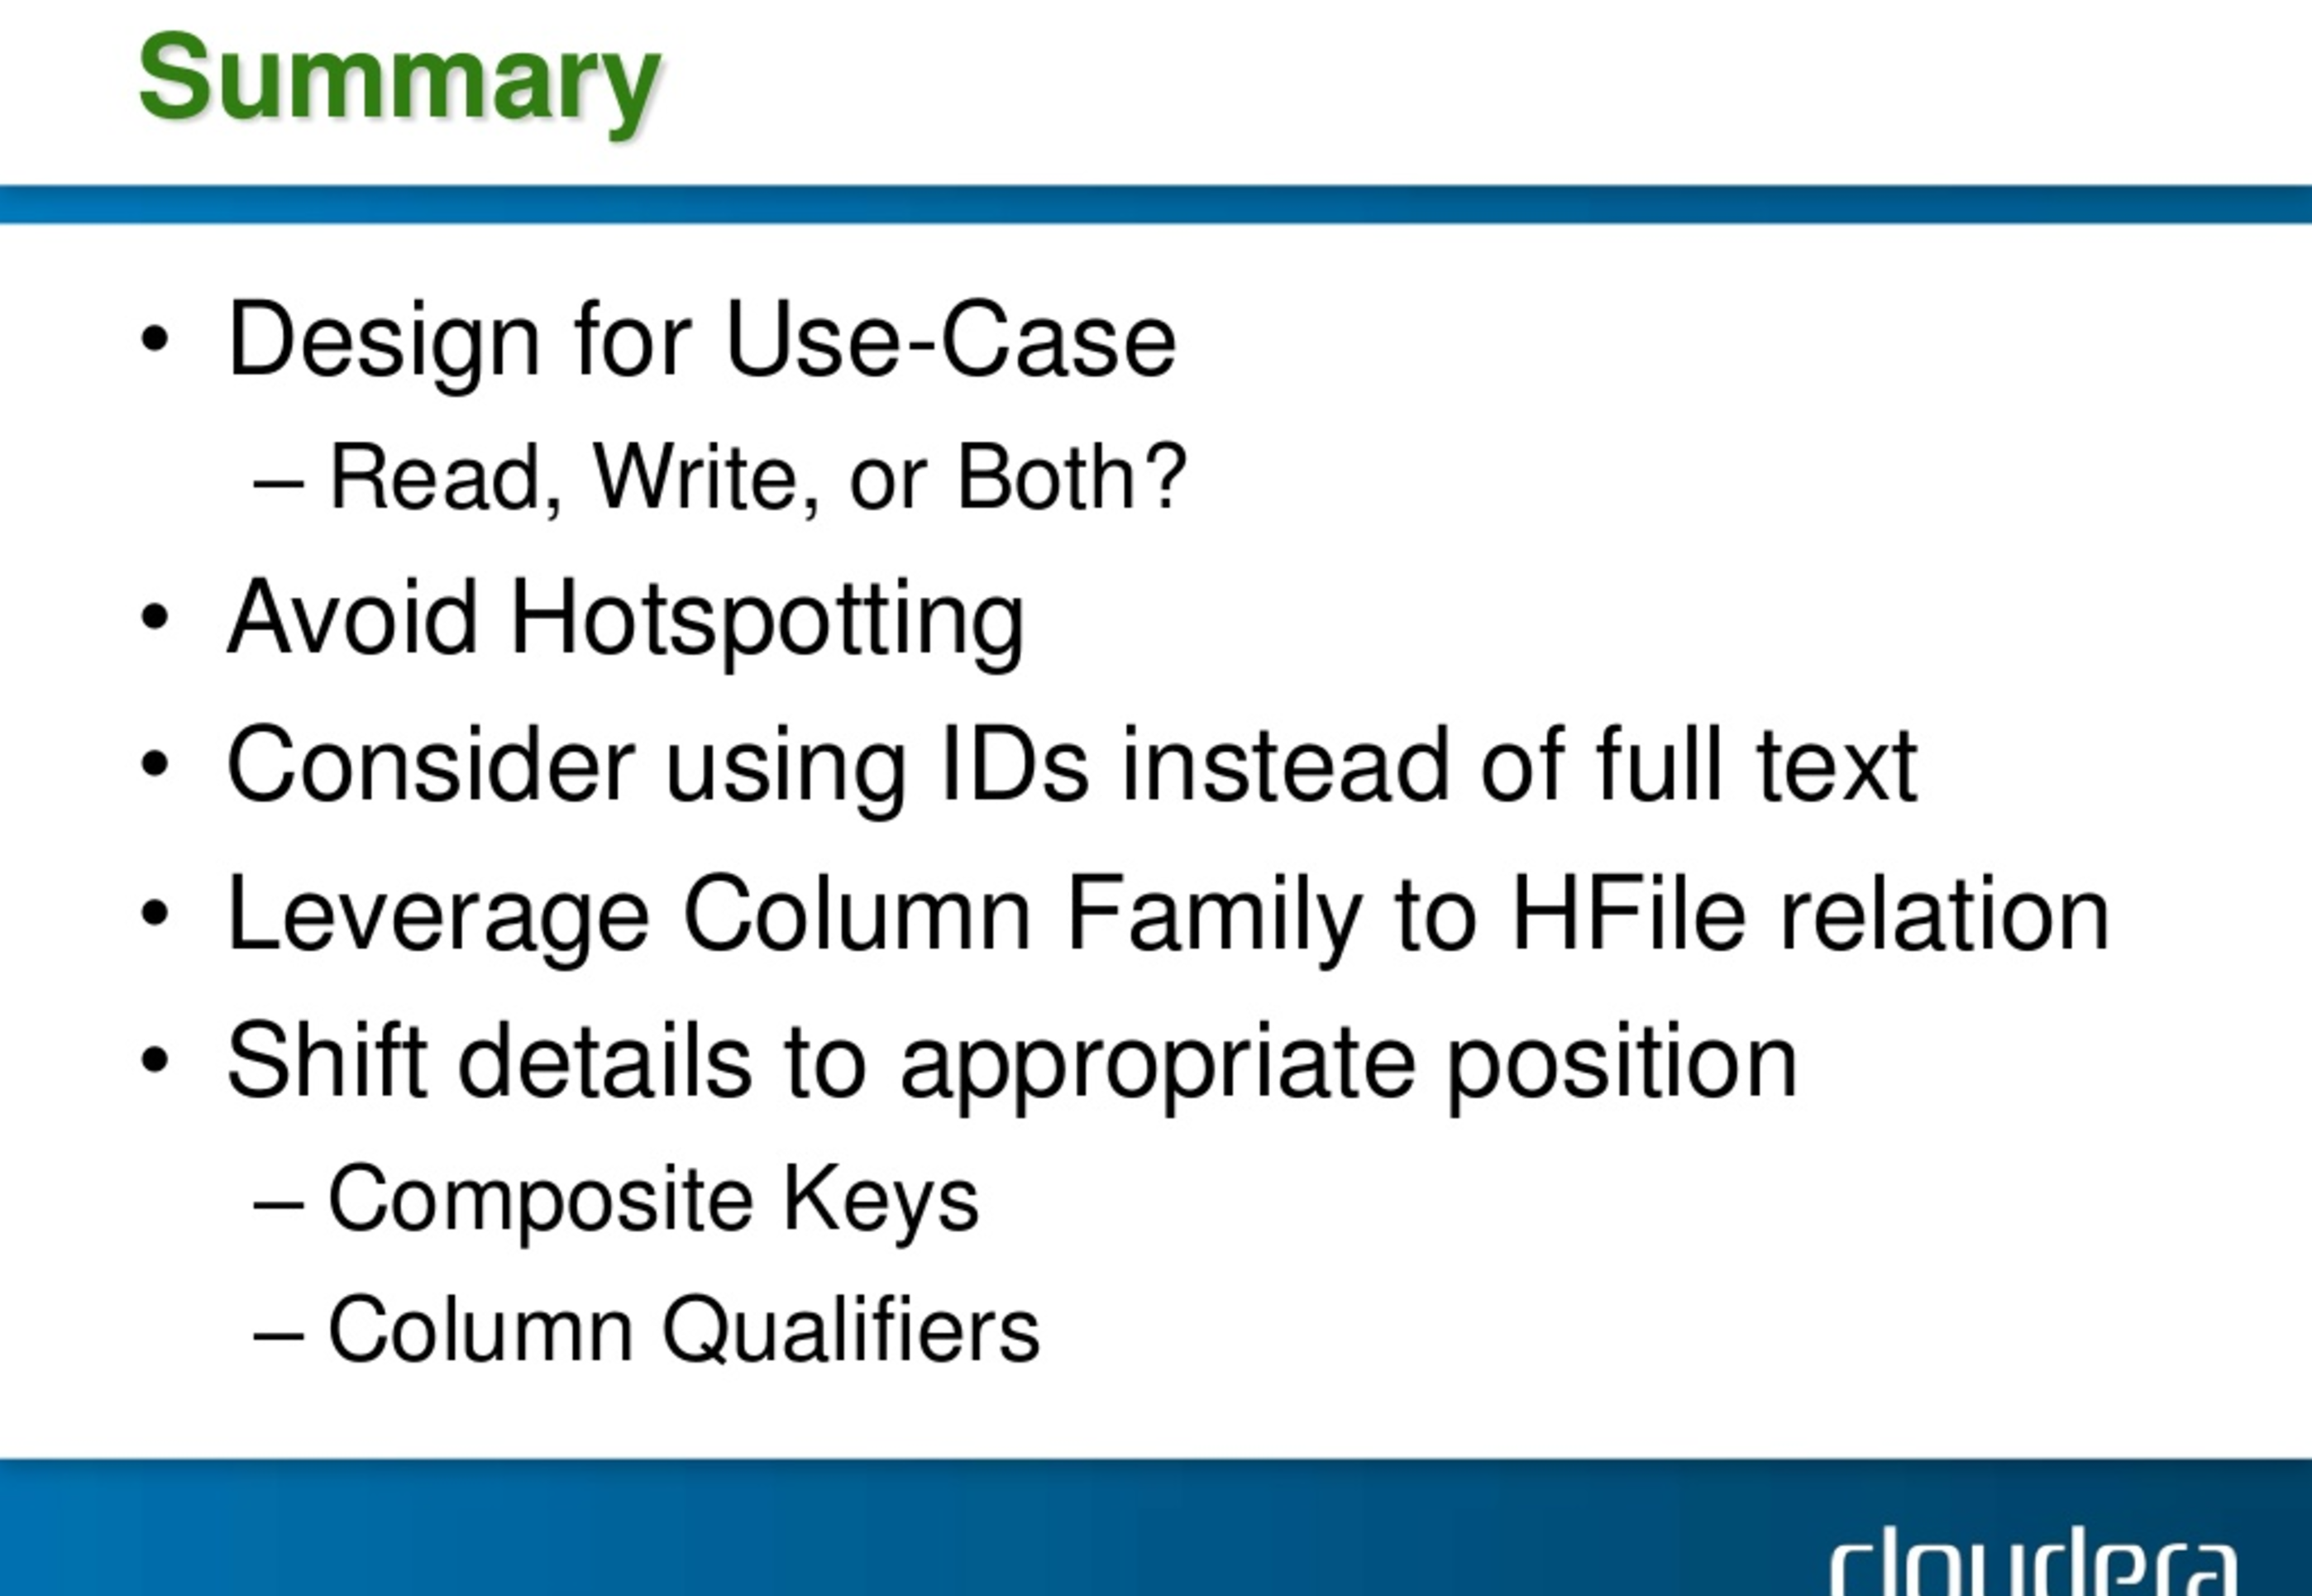 Summary
• Design for Use-Case
– Read, Write, or Both?
• Avoid Hotspotting
• Consider using IDs instead of full text
• Leverage Column Family to HFile relation
• Shift details to appropriate position
– Composite Keys
– Column Qualifiers
cloudera